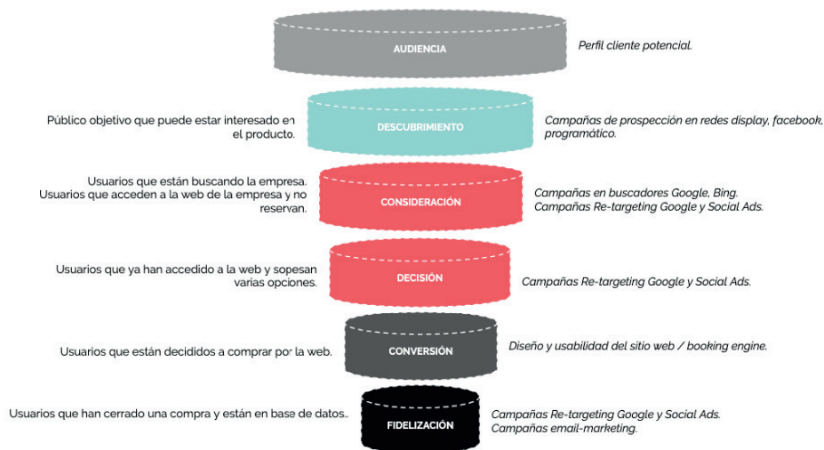 AUDIENCIA
Perfil cliente potencial.
Público objetivo que puede estar interesado en
el producto.
DESCUBRIMIENTO
Campañas de prospección en redes display, facebook,
programático.
Usuarios que están buscando la empresa.
Usuarios que acceden a la web de la empresa y no
reservan.
CONSIDERACIÓN
Campañas en buscadores Google, Bing.
Campañas Re-targeting Google y Social Ads.
Usuarios que ya han accedido a la web y sopesan
varias opciones.
DECISIÓN
Campañas Re-targeting Google y Social Ads.
Usuarios que están decididos a comprar por la web.
CONVERSIÓN
Diseño y usabilidad del sitio web / booking engine.
Usuarios que han cerrado una compra y están en base de datos..
FIDELIZACIÓN
Campañas Re-targeting Google y Social Ads.
Campañas email-marketing.